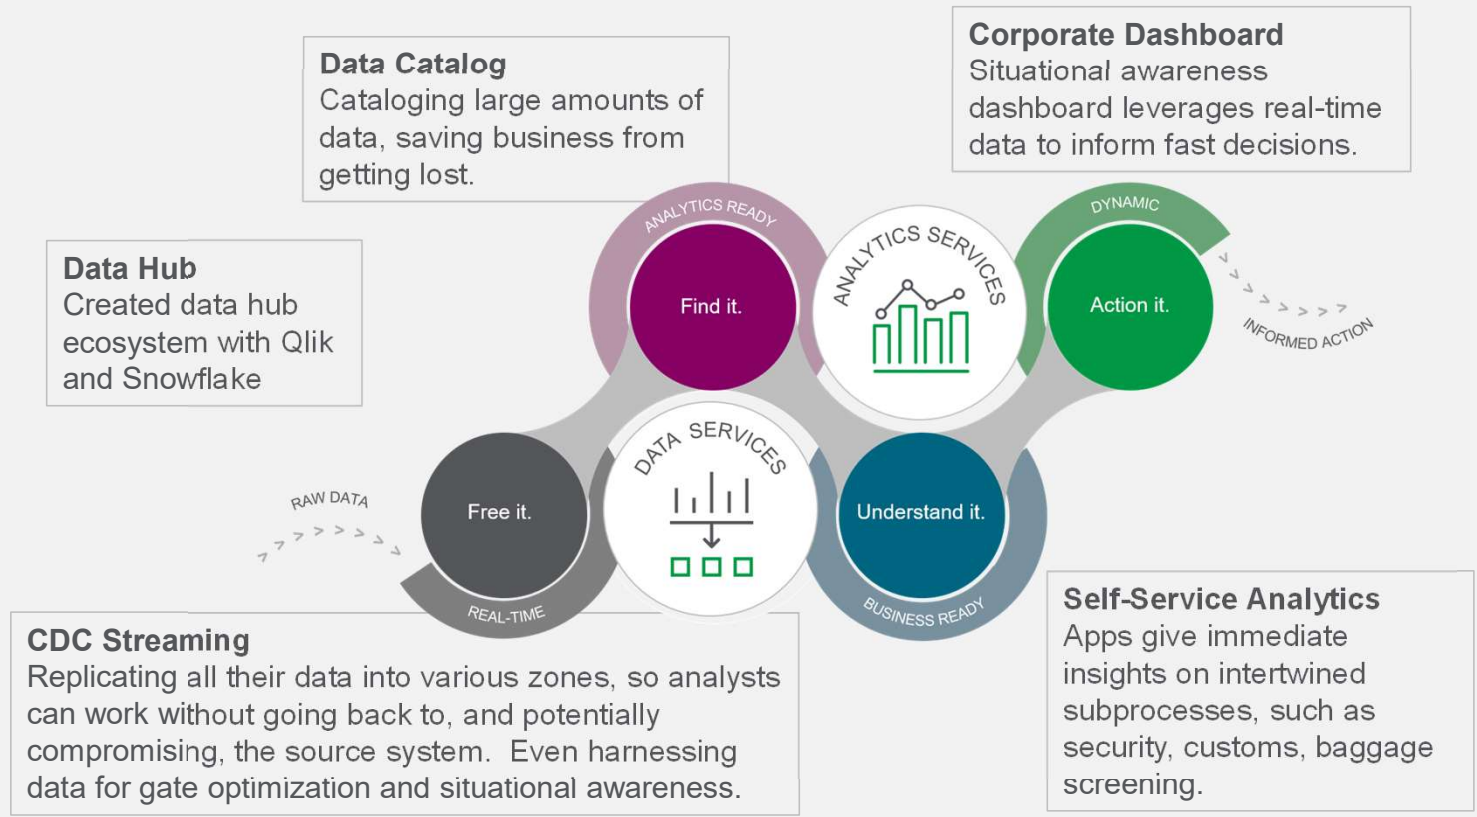 Data Catalog
Cataloging large amounts of
data, saving business from
getting lost.
Corporate Dashboard
Situational awareness
dashboard leverages real-time
data to inform fast decisions.
Data Hub
Created data hub
ecosystem with Qlik
and Snowflake
ANALYTICS READY
Find it.
ANALYTICS SERVICES
DYNAMIC
Action it.
INFORMED ACTION
RAW DATA
Free it.
REAL-TIME
DATA SERVICES
Understand it.
BUSINESS READY
CDC Streaming
Replicating all their data into various zones, so analysts
can work without going back to, and potentially
compromising, the source system.  Even harnessing
data for gate optimization and situational awareness.
Self-Service Analytics
Apps give immediate
insights on intertwined
subprocesses, such as
security, customs, baggage
screening.